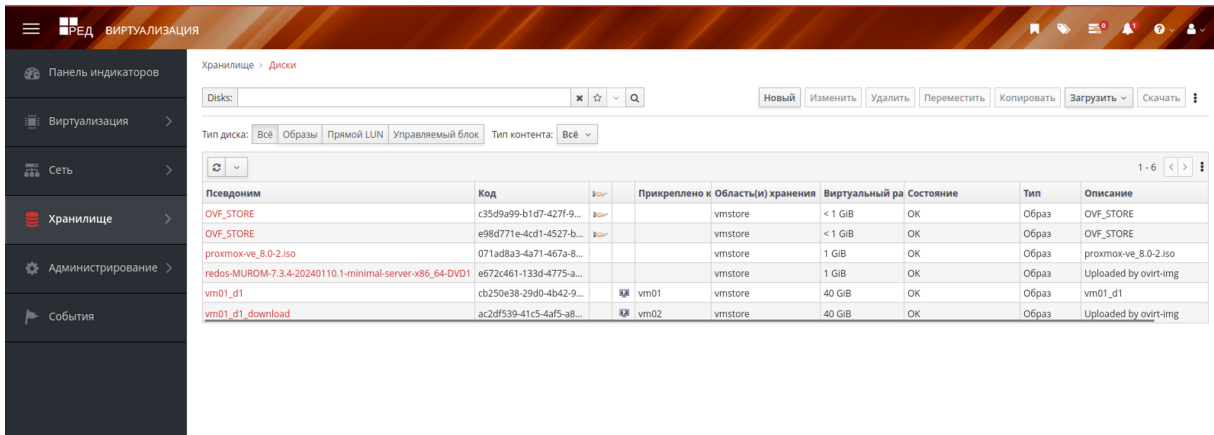 РЕД ВИРТУАЛИЗАЦИЯ
0 1
Панель индикаторов
Виртуализация
Сеть
Хранилище
Администрирование
События
Хранилище › Диски
Disks:
Новый Изменить Удалить Переместить Копировать Загрузить Скачать
Тип диска: Всё Образы Прямой LUN Управляемый блок Тип контента: Всё
1 - 6
Псевдоним Код Прикреплено к Область(и) хранения Виртуальный ра Состояние Тип Описание
OVF_STORE c35d9a99-b1d7-427f-9... vmstore < 1 GiB OK Образ OVF_STORE
OVF_STORE e98d771e-4cd1-4527-b... vmstore < 1 GiB OK Образ OVF_STORE
proxmox-ve_8.0-2.iso 071ad8a3-4a71-467a-8... vmstore 1 GiB OK Образ proxmox-ve_8.0-2.iso
redos-MUROM-7.3.4-20240110.1-minimal-server-x86_64-DVD1 e672c461-133d-4775-a... vmstore 1 GiB OK Образ Uploaded by ovirt-img
vm01_d1 cb250e38-29d0-4b42-9... vm01 vmstore 40 GiB OK Образ vm01_d1
vm01_d1_download ac2df539-41c5-4af5-a8... vm02 vmstore 40 GiB OK Образ Uploaded by ovirt-img